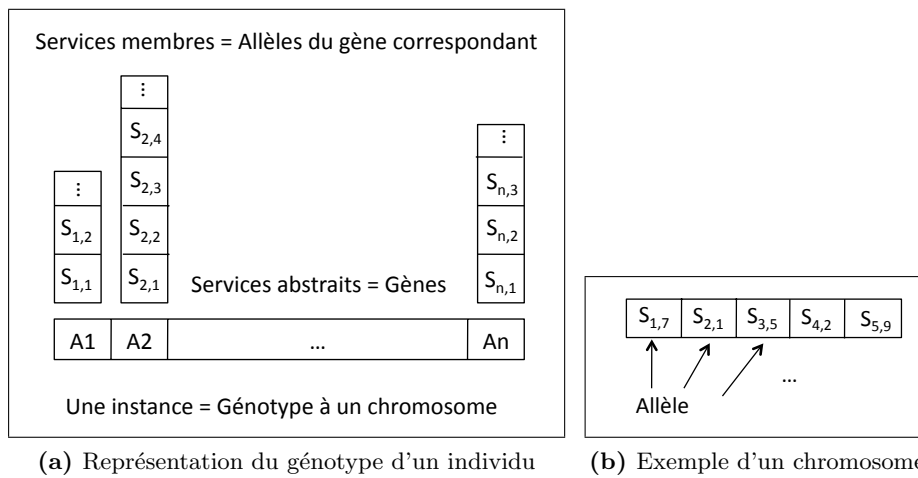 Services membres = Allèles du gène correspondant
⋮
S2,4
⋮
⋮
S2,3
Sn,3
S1,2
S2,2
Sn,2
S1,1
S2,1
Services abstraits = Gènes
Sn,1
A1 A2 ... An
Une instance = Génotype à un chromosome
(a) Représentation du génotype d'un individu
S1,7 S2,1 S3,5 S4,2 S5,9
...
Allèle
(b) Exemple d'un chromosome